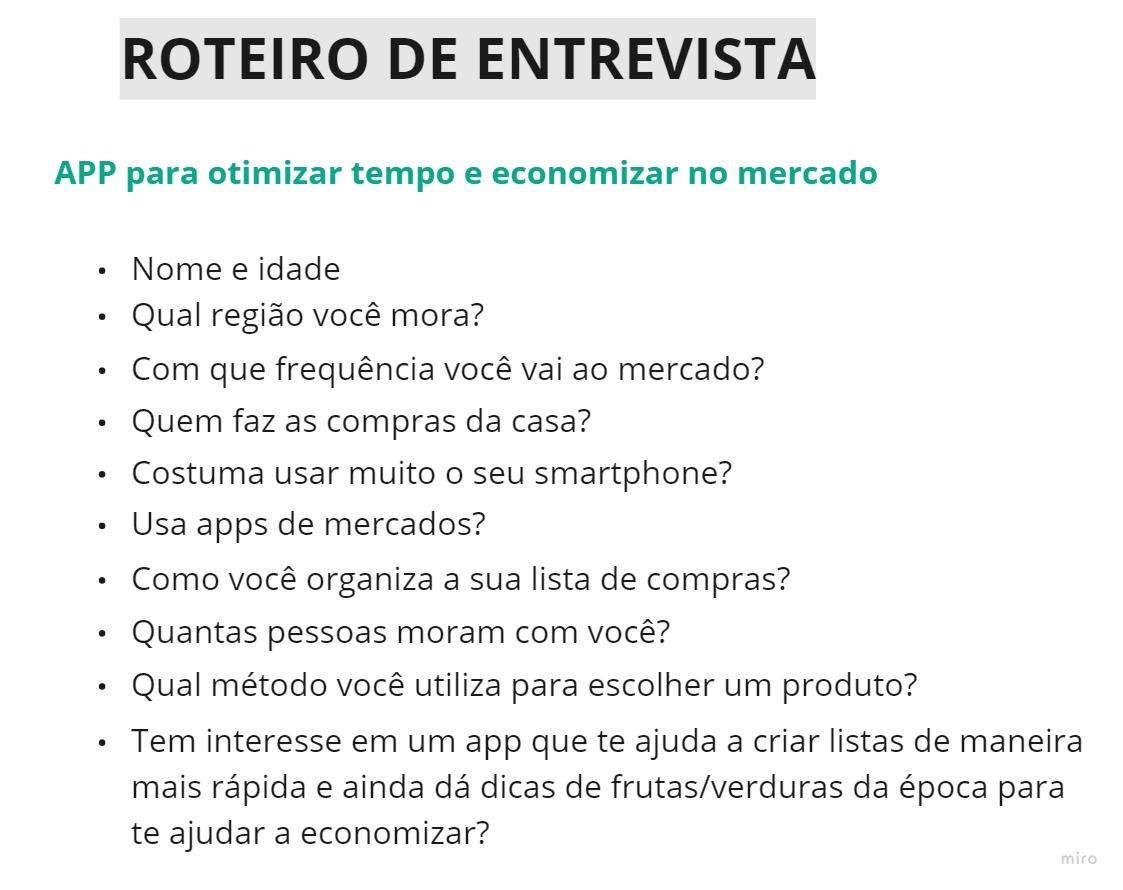 ROTEIRO DE ENTREVISTA
APP para otimizar tempo e economizar no mercado
• Nome e idade
• Qual região você mora?
• Com que frequência você vai ao mercado?
• Quem faz as compras da casa?
• Costuma usar muito o seu smartphone?
• Usa apps de mercados?
• Como você organiza a sua lista de compras?
• Quantas pessoas moram com você?
• Qual método você utiliza para escolher um produto?
• Tem interesse em um app que te ajuda a criar listas de maneira
mais rápida e ainda dá dicas de frutas/verduras da época para
te ajudar a economizar?
miro